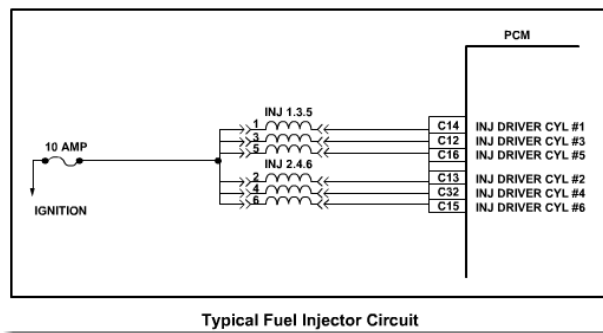 PCM
INJ 1.3.5
1
C14 INJ DRIVER CYL #1
3
C12 INJ DRIVER CYL #3
5
C16 INJ DRIVER CYL #5
10 AMP
INJ 2.4.6
2
C13 INJ DRIVER CYL #2
4
C32 INJ DRIVER CYL #4
6
C15 INJ DRIVER CYL #6
IGNITION
Typical Fuel Injector Circuit